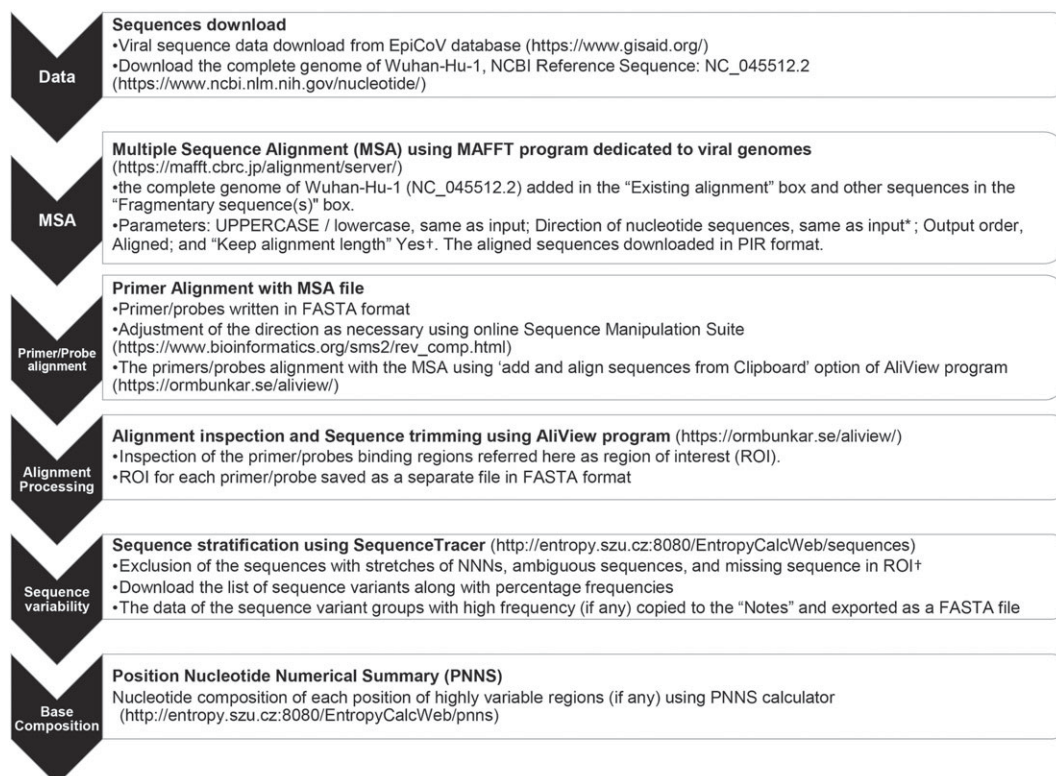 Data
Sequences download
•Viral sequence data download from EpiCoV database (https://www.gisaid.org/)
•Download the complete genome of Wuhan-Hu-1, NCBI Reference Sequence: NC_045512.2
(https://www.ncbi.nlm.nih.gov/nucleotide/)
MSA
Multiple Sequence Alignment (MSA) using MAFFT program dedicated to viral genomes
(https://mafft.cbrc.jp/alignment/server/)
•the complete genome of Wuhan-Hu-1 (NC_045512.2) added in the “Existing alignment” box and other sequences in the
“Fragmentary sequence(s)" box.
•Parameters: UPPERCASE / lowercase, same as input; Direction of nucleotide sequences, same as input*; Output order,
Aligned; and “Keep alignment length” Yes†. The aligned sequences downloaded in PIR format.
Primer/Probe
alignment
Primer Alignment with MSA file
•Primer/probes written in FASTA format
•Adjustment of the direction as necessary using online Sequence Manipulation Suite
(https://www.bioinformatics.org/sms2/rev_comp.html)
•The primers/probes alignment with the MSA using ‘add and align sequences from Clipboard’ option of AliView program
(https://ormbunkar.se/aliview/)
Alignment
Processing
Alignment inspection and Sequence trimming using AliView program (https://ormbunkar.se/aliview/)
•Inspection of the primer/probes binding regions referred here as region of interest (ROI).
•ROI for each primer/probe saved as a separate file in FASTA format
Sequence
variability
Sequence stratification using SequenceTracer (http://entropy.szu.cz:8080/EntropyCalcWeb/sequences)
•Exclusion of the sequences with stretches of NNNs, ambiguous sequences, and missing sequence in ROI†
•Download the list of sequence variants along with percentage frequencies
•The data of the sequence variant groups with high frequency (if any) copied to the “Notes” and exported as a FASTA file
Base
Composition
Position Nucleotide Numerical Summary (PNNS)
Nucleotide composition of each position of highly variable regions (if any) using PNNS calculator
(http://entropy.szu.cz:8080/EntropyCalcWeb/pnns)